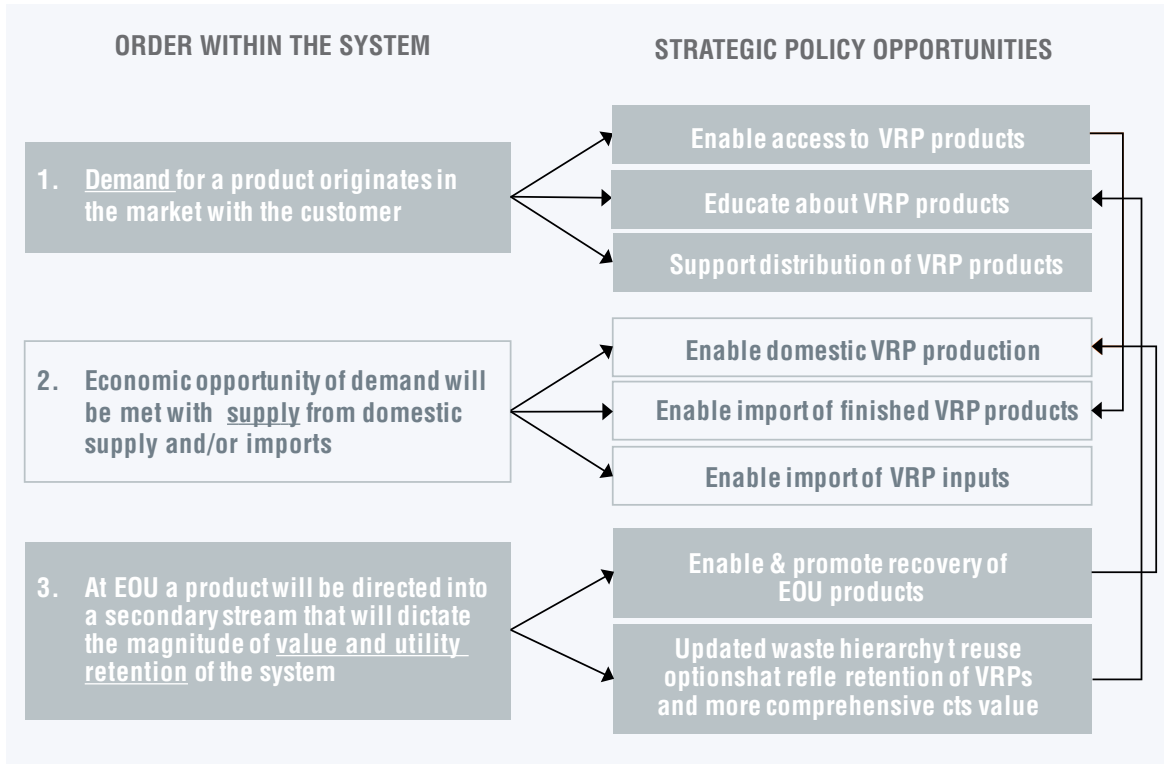 ORDER WITHIN THE SYSTEM
STRATEGIC POLICY OPPORTUNITIES
1. Demand for a product originates in
the market with the customer
Enable access to VRP products
Educate about VRP products
Support distribution of VRP products
2. Economic opportunity of demand will
be met with supply from domestic
supply and/or imports
Enable domestic VRP production
Enable import of finished VRP products
Enable import of VRP inputs
3. At EOU a product will be directed into
a secondary stream that will dictate
the magnitude of value and utility
retention of the system
Enable & promote recovery of
EOU products
Updated waste hierarchy t reuse
optionshat refle retention of VRPs
and more comprehensive cts value